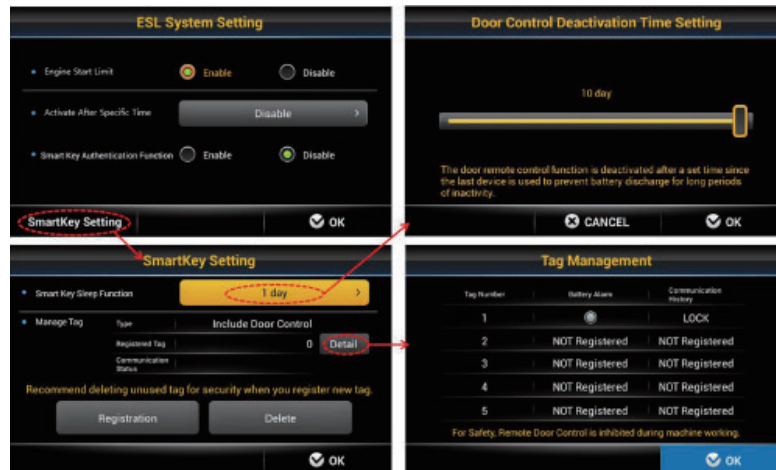 ESL System Setting
Engine Start Limit
Enable
Disable
Activate After Specific Time
Disable
Smart Key Authentication Function
Enable
Disable
SmartKey Setting
OK
Door Control Deactivation Time Setting
10 day
The door remote control function is deactivated after a set time since
the last device is used to prevent battery discharge for long periods
of inactivity.
CANCEL
OK
SmartKey Setting
Smart Key Sleep Function
1 day
Manage Tag
Type
Include Door Control
Registered Tag
0
Detail
Communication
Status
Recommend deleting unused tag for security when you register new tag.
Registration
Delete
OK
Tag Management
Tag Number
Battery Alarm
Communication
History
1
LOCK
2
NOT Registered
NOT Registered
3
NOT Registered
NOT Registered
4
NOT Registered
NOT Registered
5
NOT Registered
NOT Registered
For Safety, Remote Door Control is inhibited during machine working.
OK